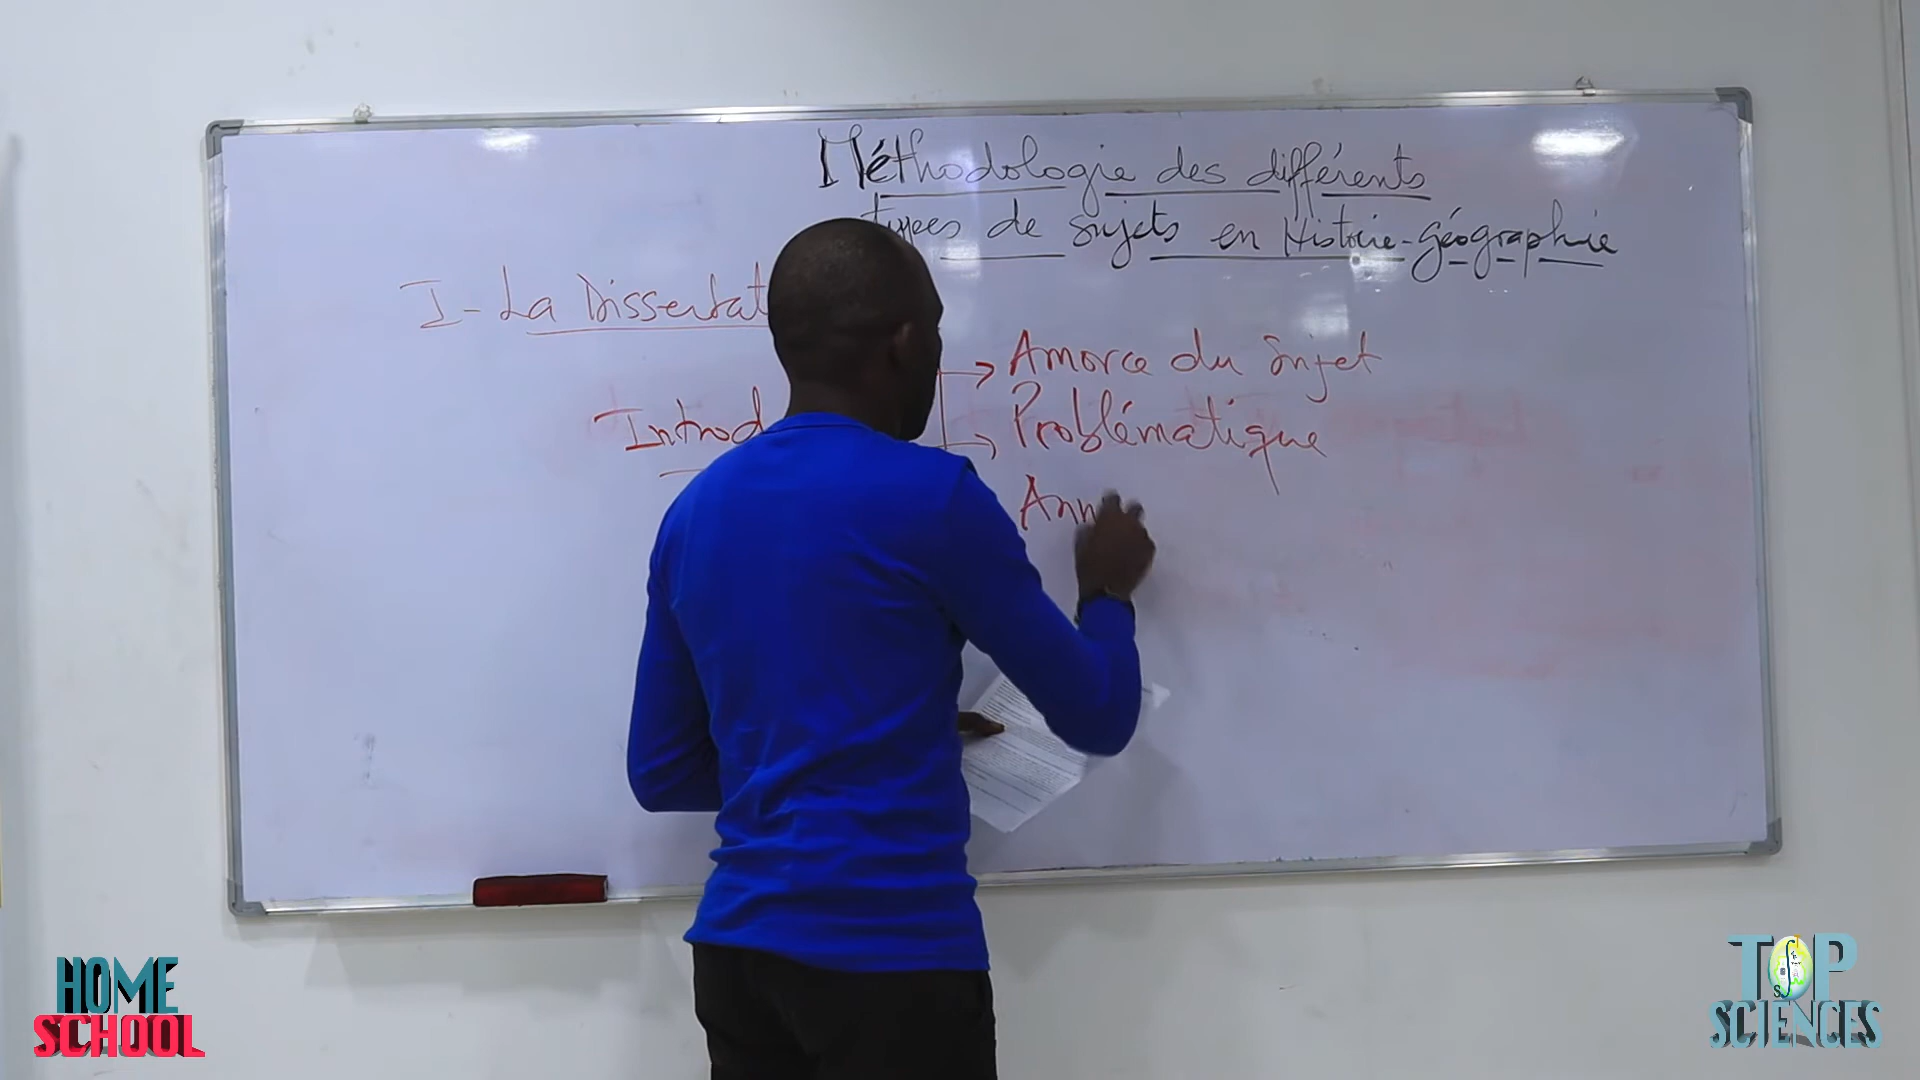 Méthodologie des différents
types de sujets en Histoire-géographie
I - La Dissertat
Amorce du Sujet
Introd
Problématique
Ann
HOME
SCHOOL
TOP
SCIENCES